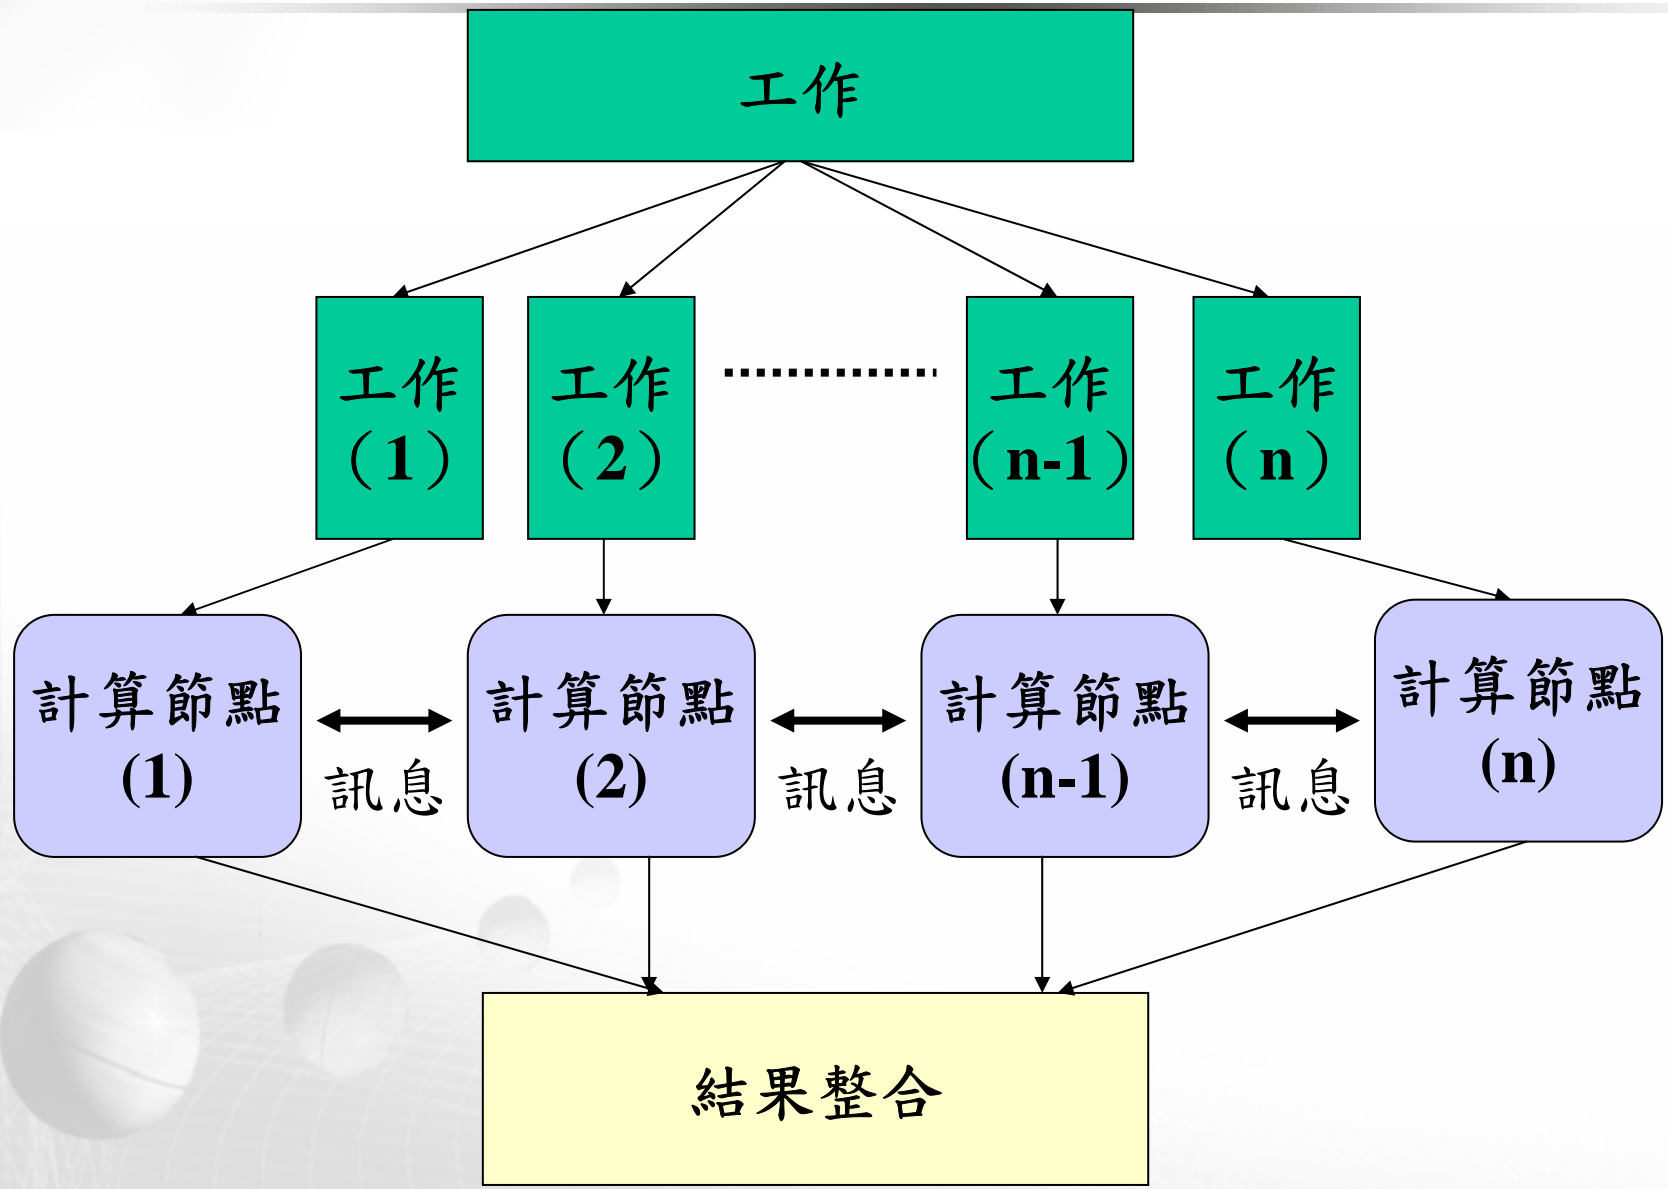 工作
工作
（1）
工作
（2）
工作
（n-1）
工作
（n）
計算節點
(1)
訊息
計算節點
(2)
訊息
計算節點
(n-1)
訊息
計算節點
(n)
結果整合